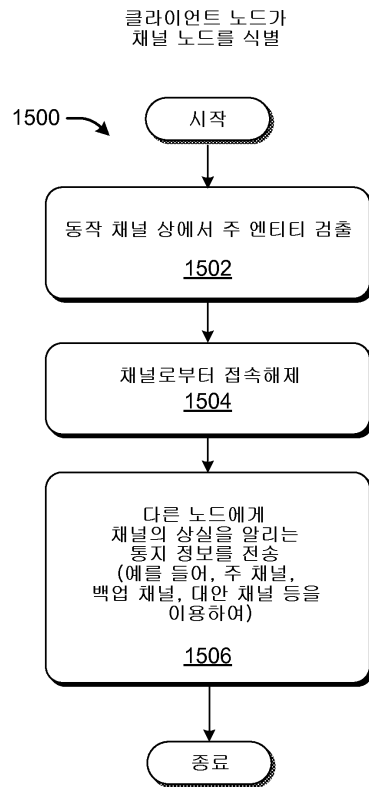 클라이언트 노드가
채널 노드를 식별
1500
시작
동작 채널 상에서 주 엔티티 검출
1502
채널로부터 접속해제
1504
다른 노드에게
채널의 상실을 알리는
통지 정보를 전송
(예를 들어, 주 채널,
백업 채널, 대안 채널 등을
이용하여)
1506
종료